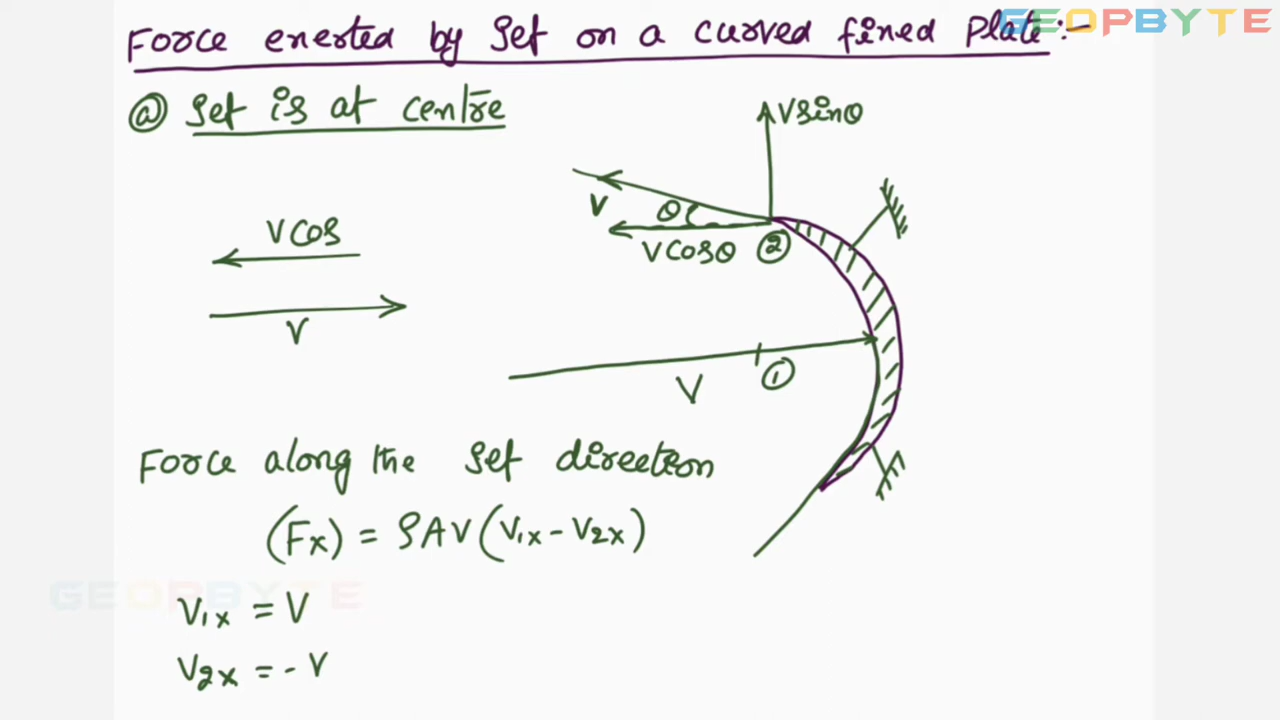 GEOPBYTE
Force exerted by Jet on a curved fixed Plate :-
ⓐ Jet is at centre
V sinθ
V
θ
V cos
V cosθ
②
V
V
①
Force along the Jet direction
(Fx) = ρAV(V₁x - V₂x)
GEOPBYTE
V₁x = V
V₂x = - V